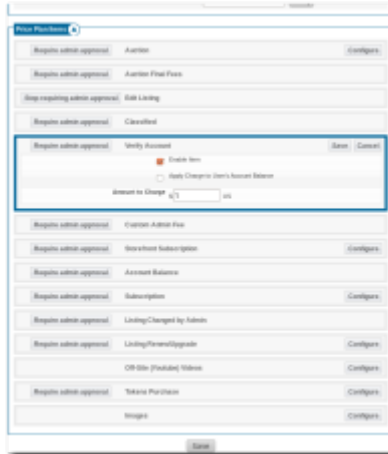 Price Plan Items
Require admin approval Auction Configure
Require admin approval Auction Final Fees
Stop requiring admin approval Edit Listing
Require admin approval Classified
Require admin approval Verify Account Save Cancel
Enable Item
Apply Charge to User's Account Balance
Amount to Charge
Require admin approval Custom Admin Fee
Require admin approval Storefront Subscription Configure
Require admin approval Account Balance
Require admin approval Subscription Configure
Require admin approval Listing Changed by Admin
Require admin approval Listing Renew/Upgrade Configure
Off-Site (Youtube) Videos Configure
Require admin approval Tokens Purchase Configure
Images Configure
Save